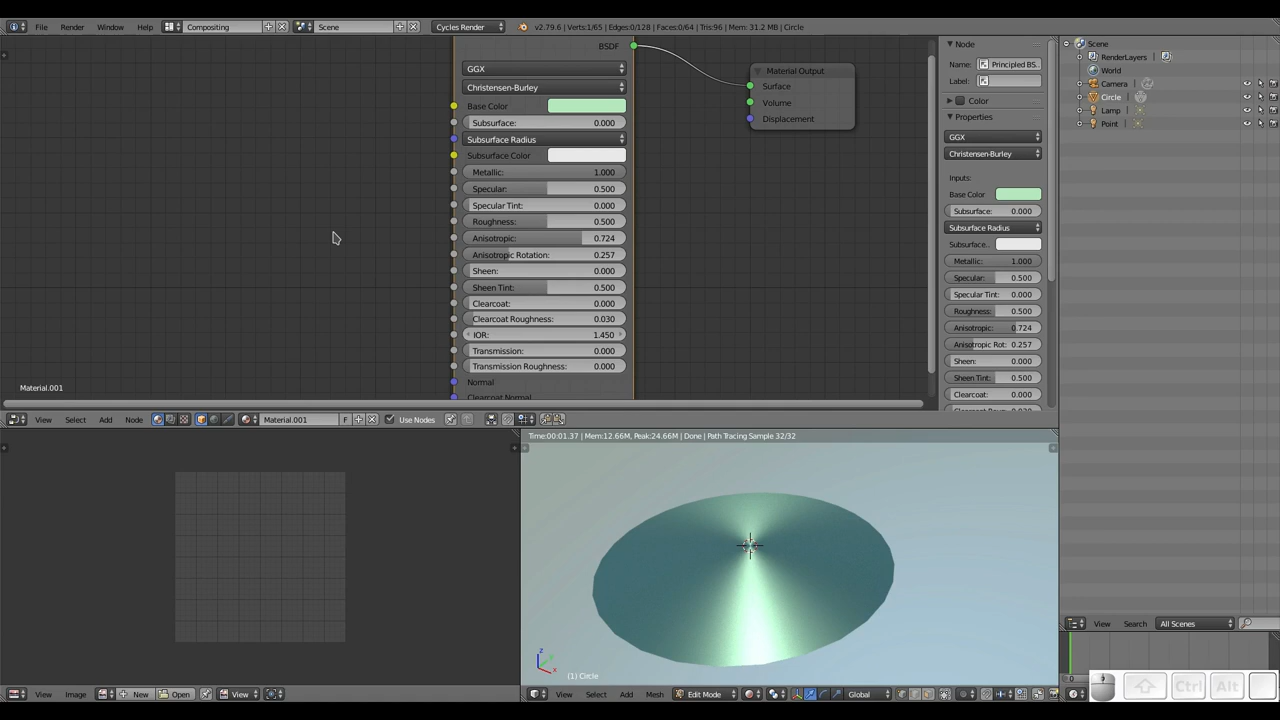 File Render Window Help Compositing Scene Cycles Render v2.79.6 | Verts:1/65 | Edges:0/128 | Faces:0/64 | Tris:96 | Mem: 31.2 MB | Circle
BSDF
GGX
Christensen-Burley
Base Color
Subsurface: 0.000
Subsurface Radius
Subsurface Color
Metallic: 1.000
Specular: 0.500
Specular Tint: 0.000
Roughness: 0.500
Anisotropic: 0.724
Anisotropic Rotation: 0.257
Sheen: 0.000
Sheen Tint: 0.500
Clearcoat: 0.000
Clearcoat Roughness: 0.030
IOR: 1.450
Transmission: 0.000
Transmission Roughness: 0.000
Normal
Clearcoat Normal
Material Output
Surface
Volume
Displacement
Material.001
Node
Name: Principled BS..
Label:
Color
Properties
GGX
Christensen-Burley
Inputs:
Base Color
Subsurface: 0.000
Subsurface Radius
Subsurface..
Metallic: 1.000
Specular: 0.500
Specular Tint: 0.000
Roughness: 0.500
Anisotropic: 0.724
Anisotropic Rot: 0.257
Sheen: 0.000
Sheen Tint: 0.500
Clearcoat: 0.000
Scene
RenderLayers
World
Camera
Circle
Lamp
Point
View Select Add Node Material.001 F Use Nodes
Time:00:01.37 | Mem:12.66M, Peak:24.66M | Done | Path Tracing Sample 32/32
z
y
x
(1) Circle
View Search All Scenes
View Image New Open View
View Select Add Mesh Edit Mode Global
Ctrl Alt